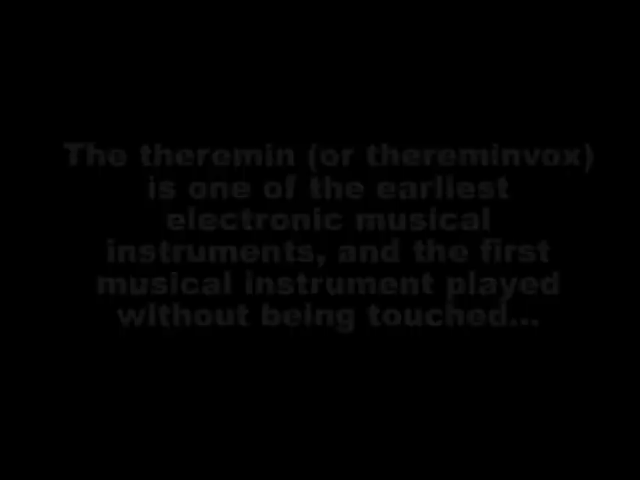 The theremin (or thereminvox)
is one of the earliest
electronic musical
instruments, and the first
musical instrument played
without being touched...